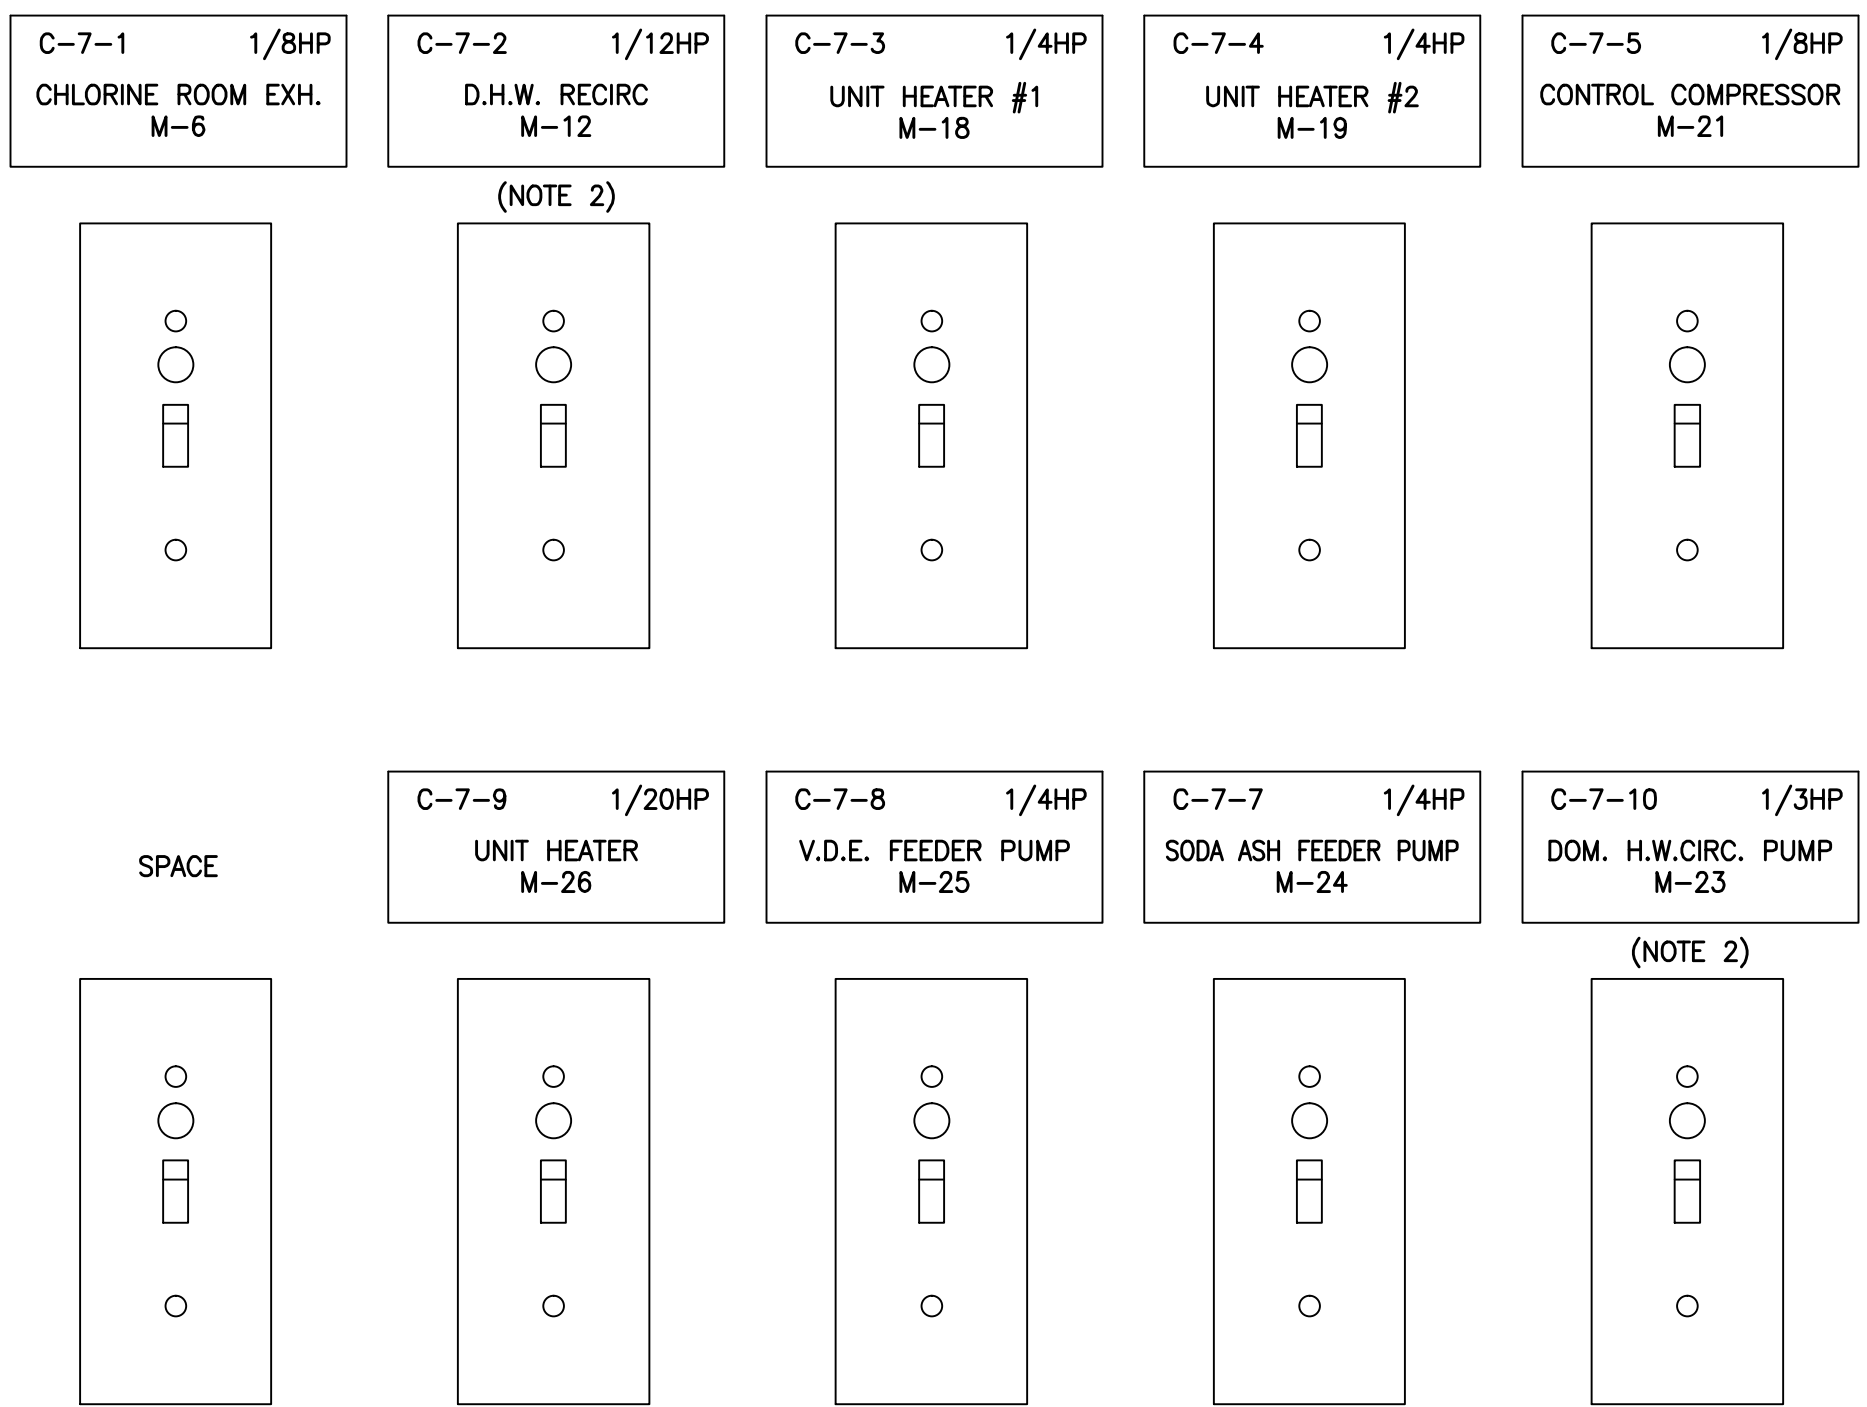 C-7-1 1/8HP
CHLORINE ROOM EXH.
M-6
C-7-2 1/12HP
D.H.W. RECIRC
M-12
(NOTE 2)
C-7-3 1/4HP
UNIT HEATER #1
M-18
C-7-4 1/4HP
UNIT HEATER #2
M-19
C-7-5 1/8HP
CONTROL COMPRESSOR
M-21
SPACE
C-7-9 1/20HP
UNIT HEATER
M-26
C-7-8 1/4HP
V.D.E. FEEDER PUMP
M-25
C-7-7 1/4HP
SODA ASH FEEDER PUMP
M-24
C-7-10 1/3HP
DOM. H.W.CIRC. PUMP
M-23
(NOTE 2)